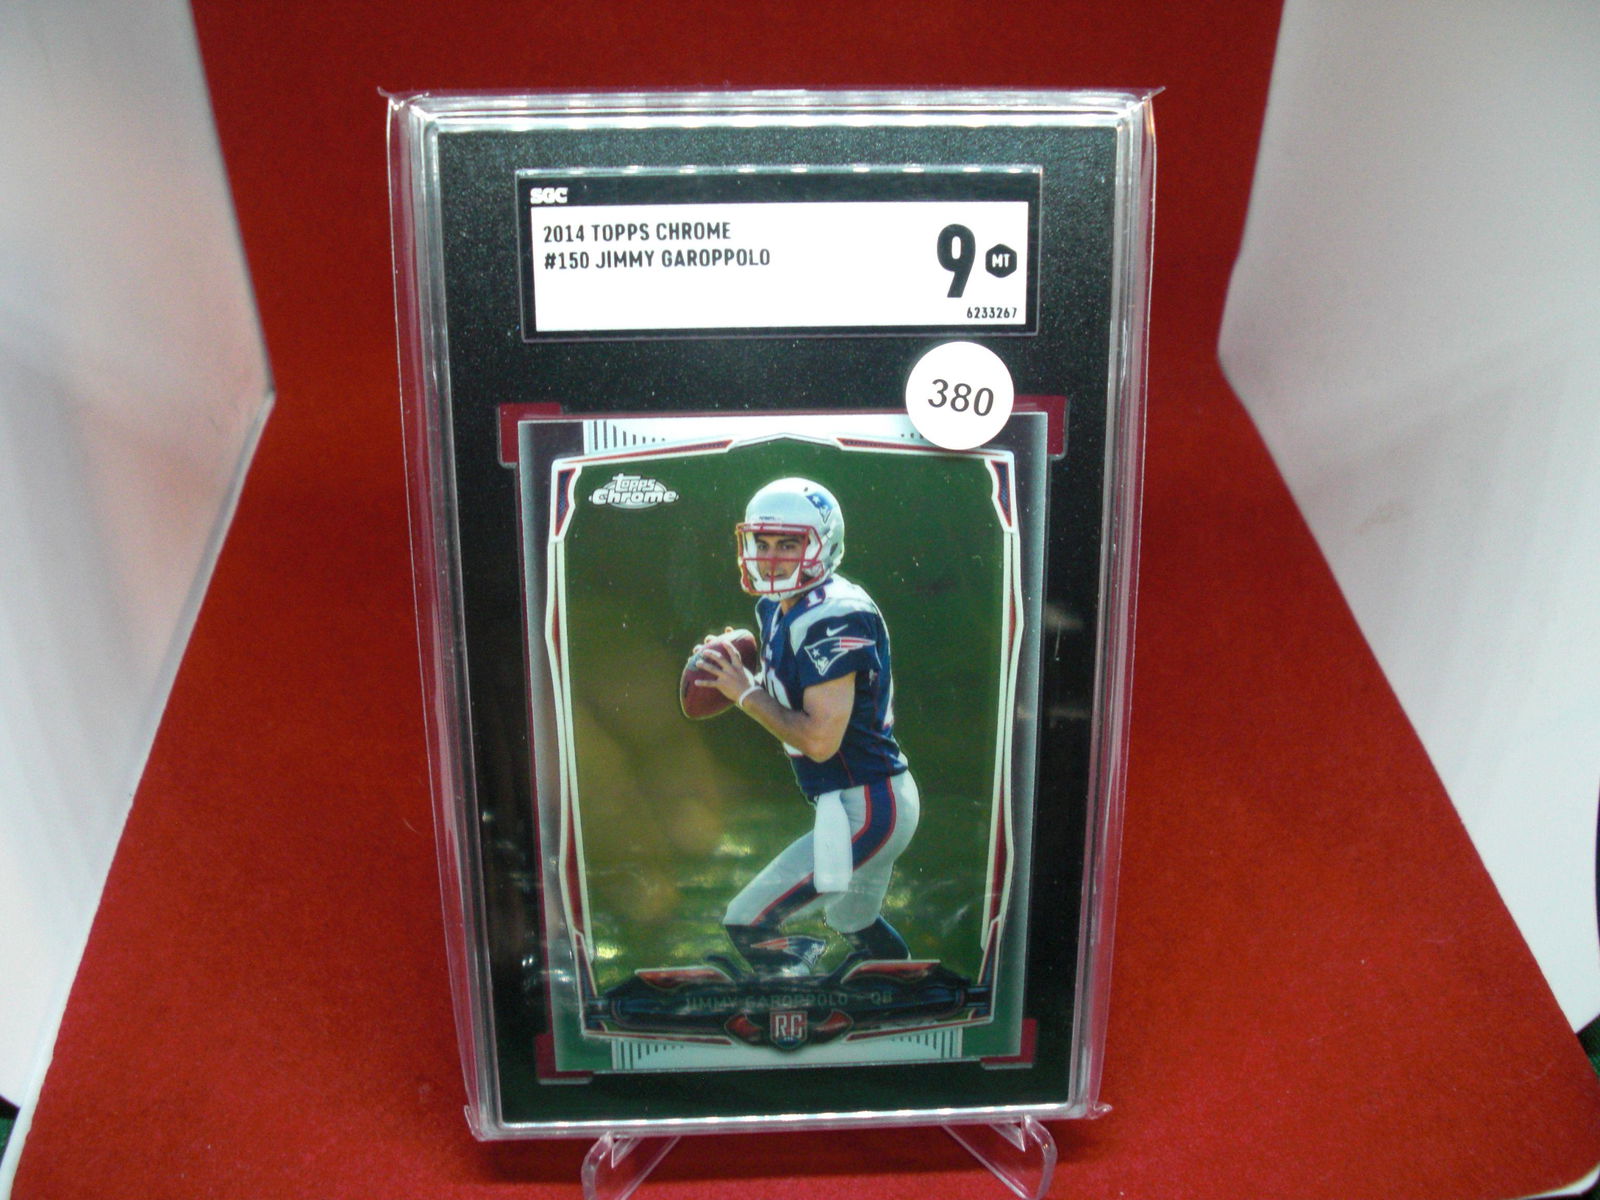 SGC
2014 TOPPS CHROME
#150 JIMMY GAROPPOLO
9 MT
6233267
380
Topps
Chrome
JIMMY GAROPPOLO • QB
RC